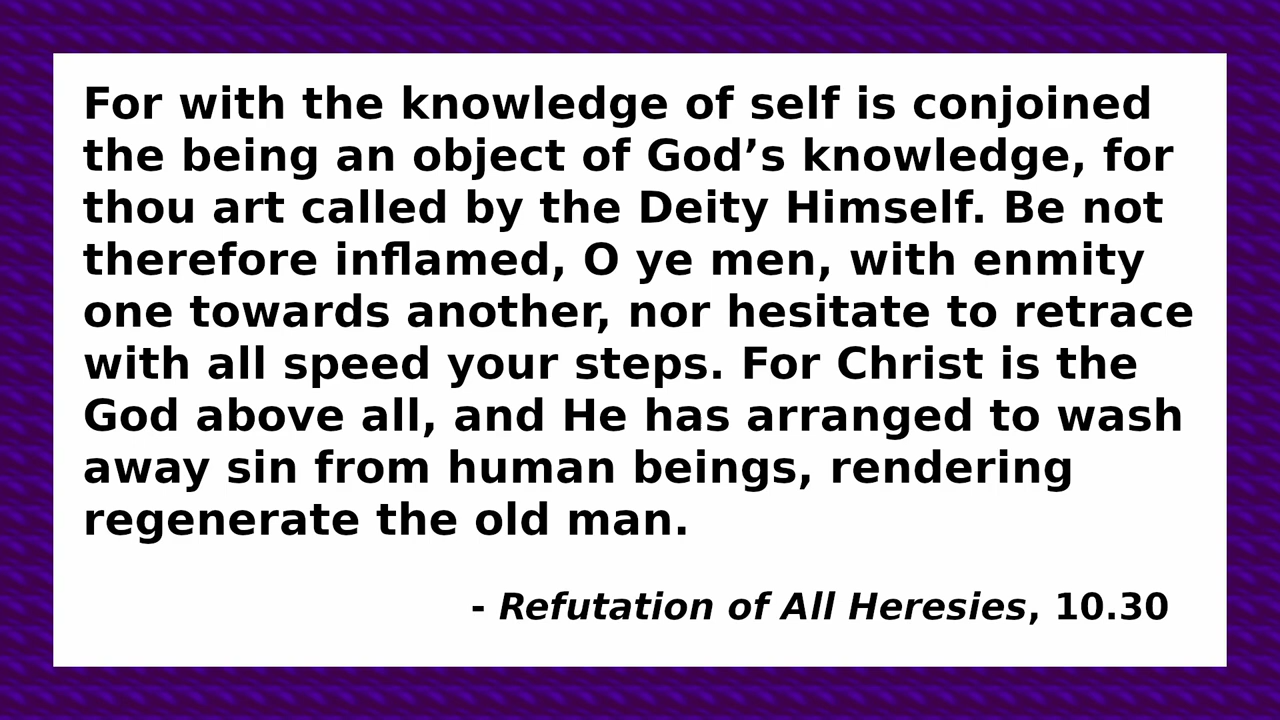 For with the knowledge of self is conjoined
the being an object of God’s knowledge, for
thou art called by the Deity Himself. Be not
therefore inflamed, O ye men, with enmity
one towards another, nor hesitate to retrace
with all speed your steps. For Christ is the
God above all, and He has arranged to wash
away sin from human beings, rendering
regenerate the old man.
- Refutation of All Heresies, 10.30